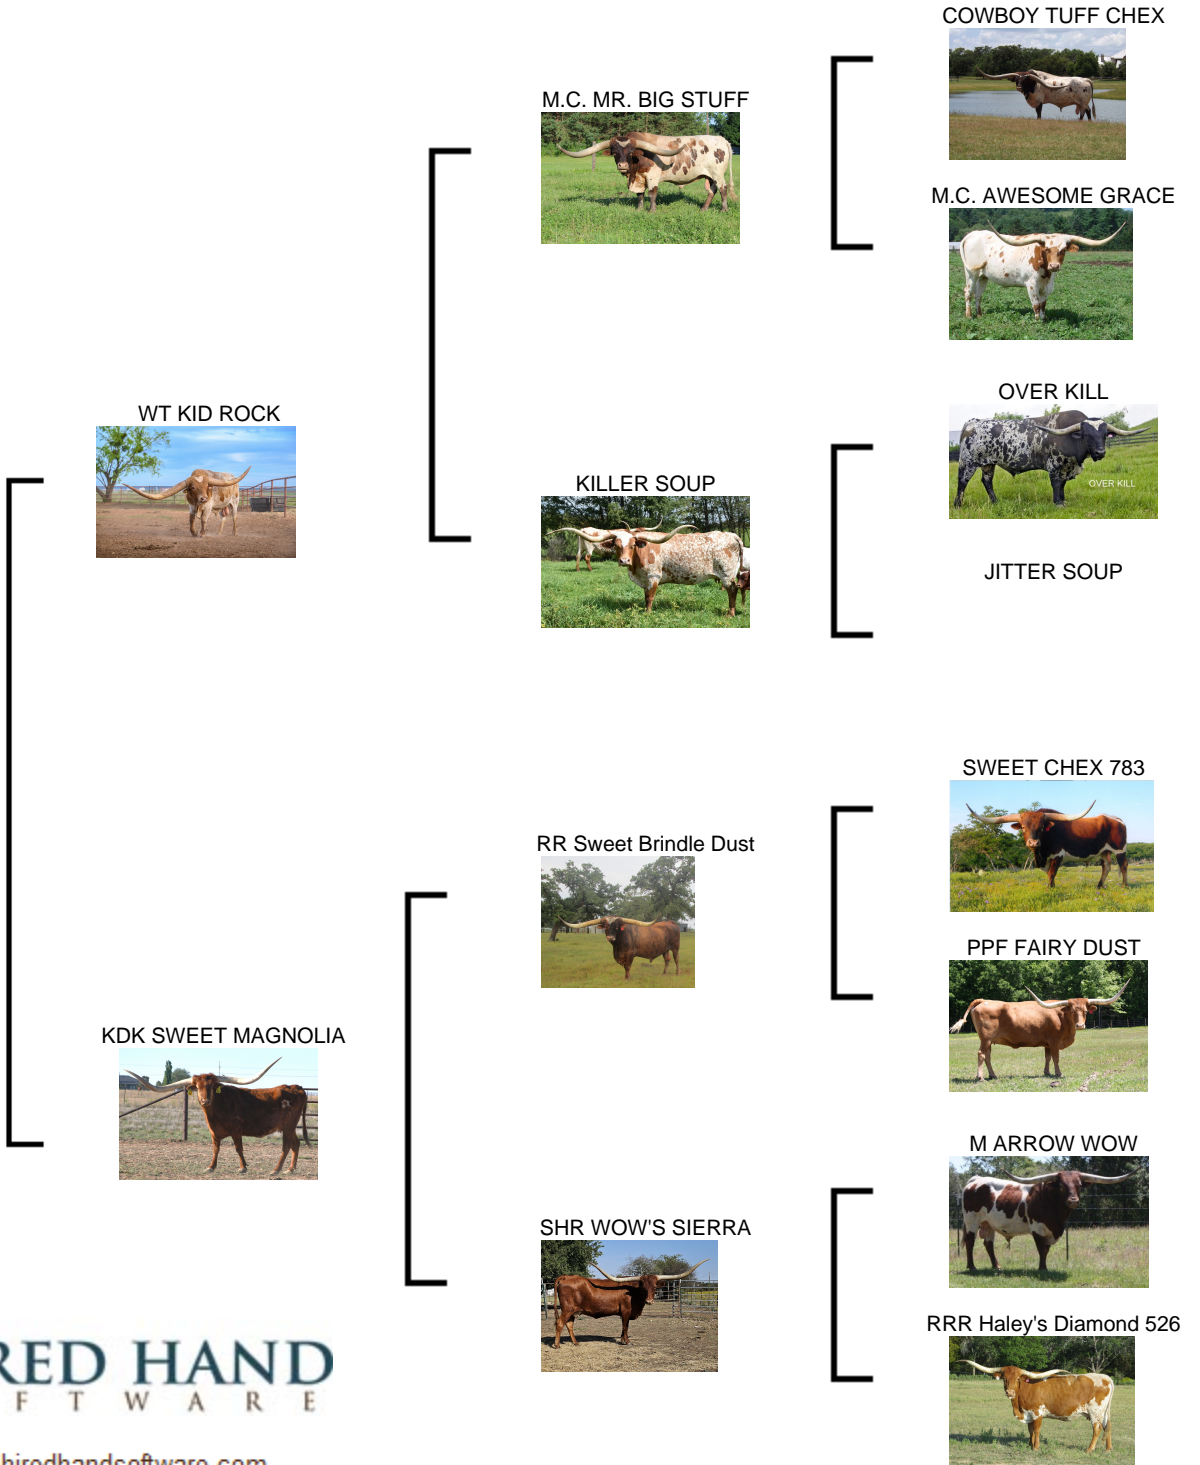 COWBOY TUFF CHEX
M.C. MR. BIG STUFF
M.C. AWESOME GRACE
WT KID ROCK
OVER KILL
OVER KILL
KILLER SOUP
JITTER SOUP
SWEET CHEX 783
RR Sweet Brindle Dust
PPF FAIRY DUST
KDK SWEET MAGNOLIA
M ARROW WOW
SHR WOW'S SIERRA
RRR Haley's Diamond 526
RED HAND
F T W A R E
hiredhandsoftware.com